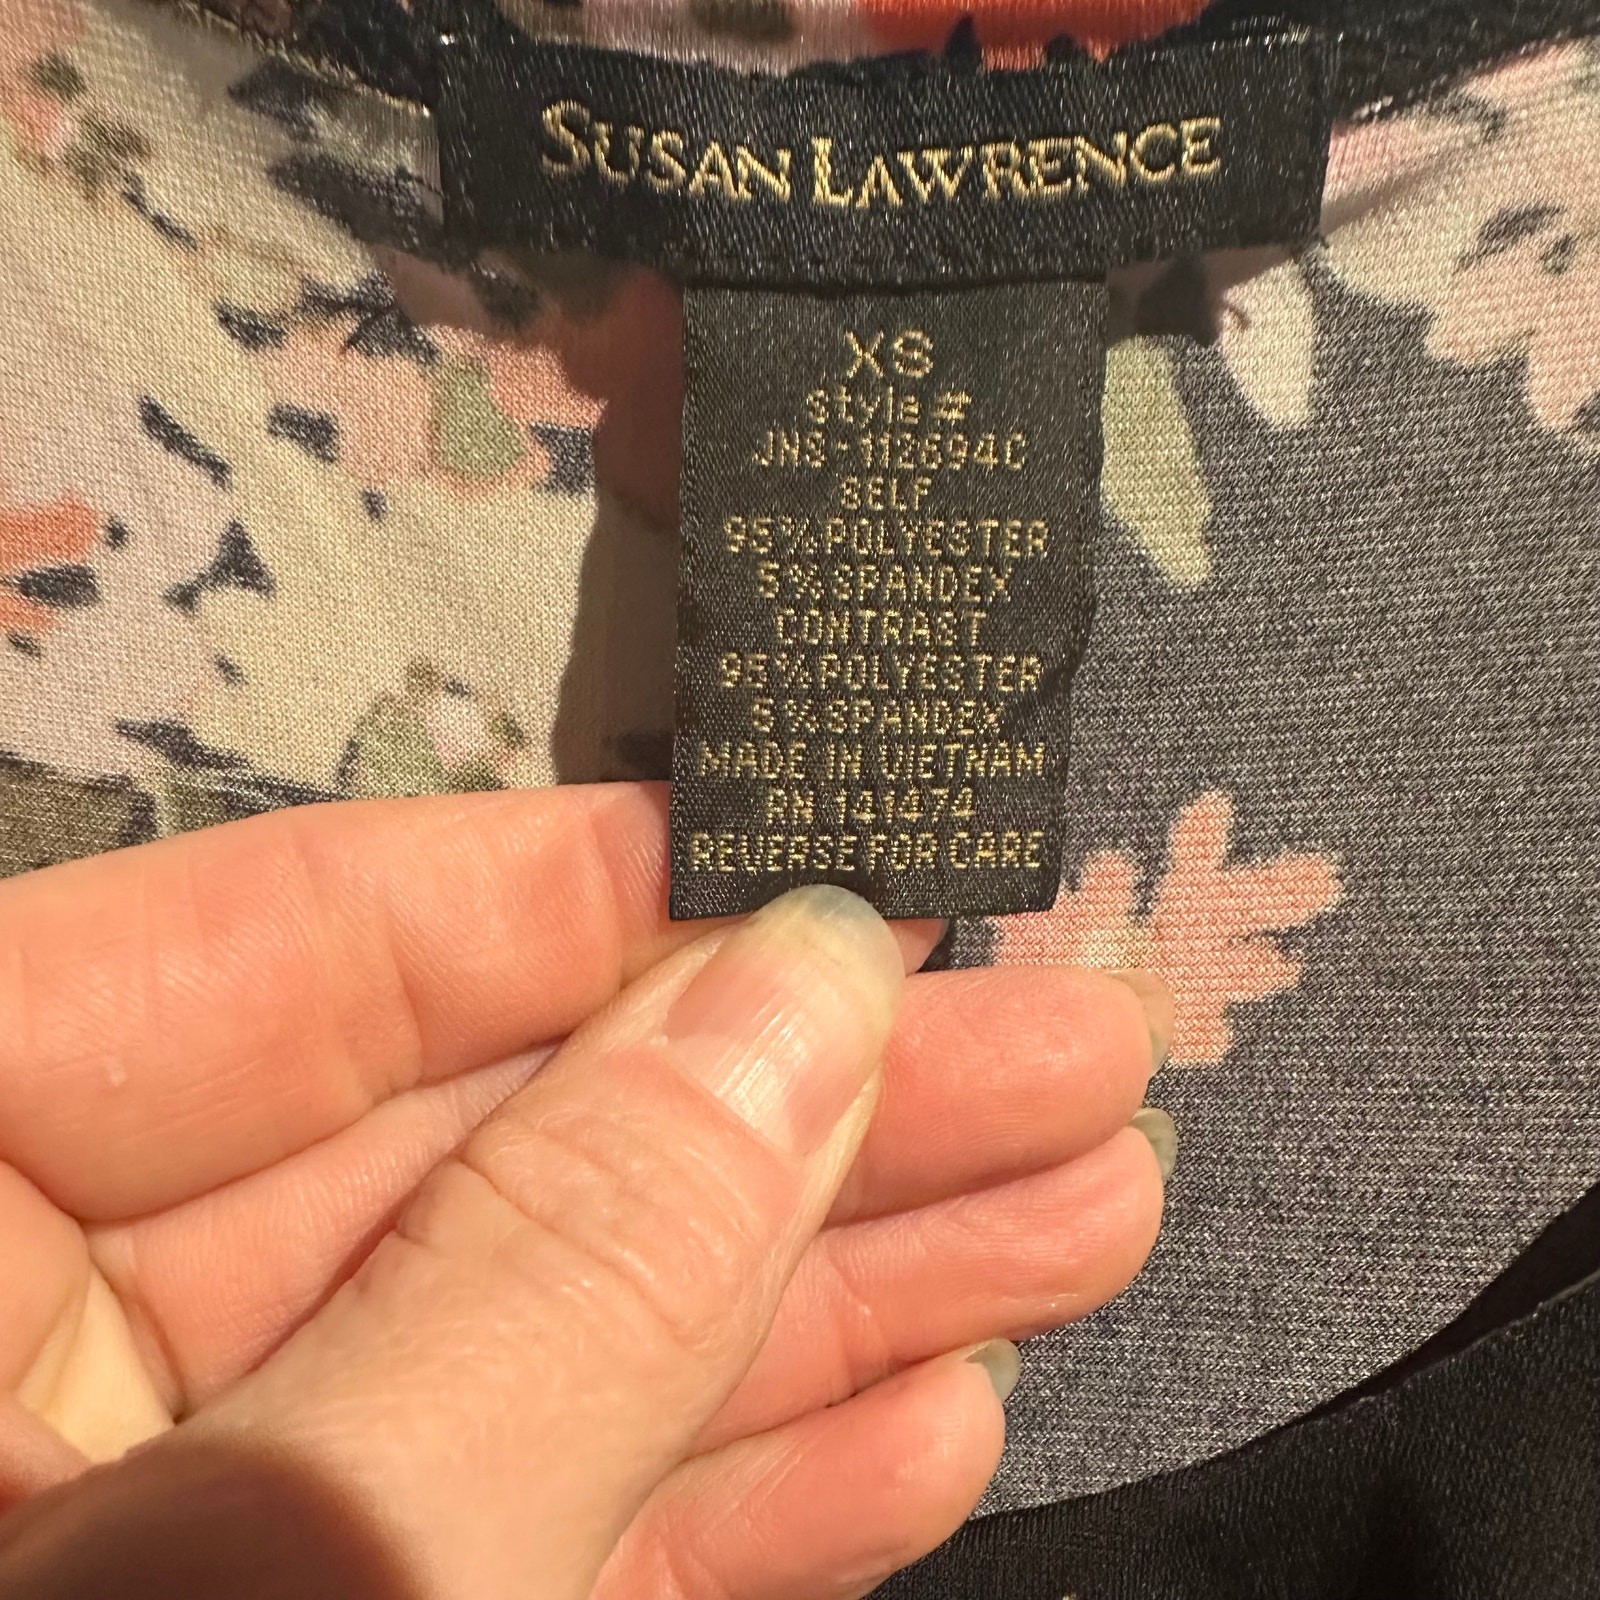 SUSAN LAWRENCE
XS
Style #
JNS-112694C
SELF
95%POLYESTER
5%SPANDEX
CONTRAST
95%POLYESTER
5%SPANDEX
MADE IN VIETNAM
RN 141474
REVERSE FOR CARE